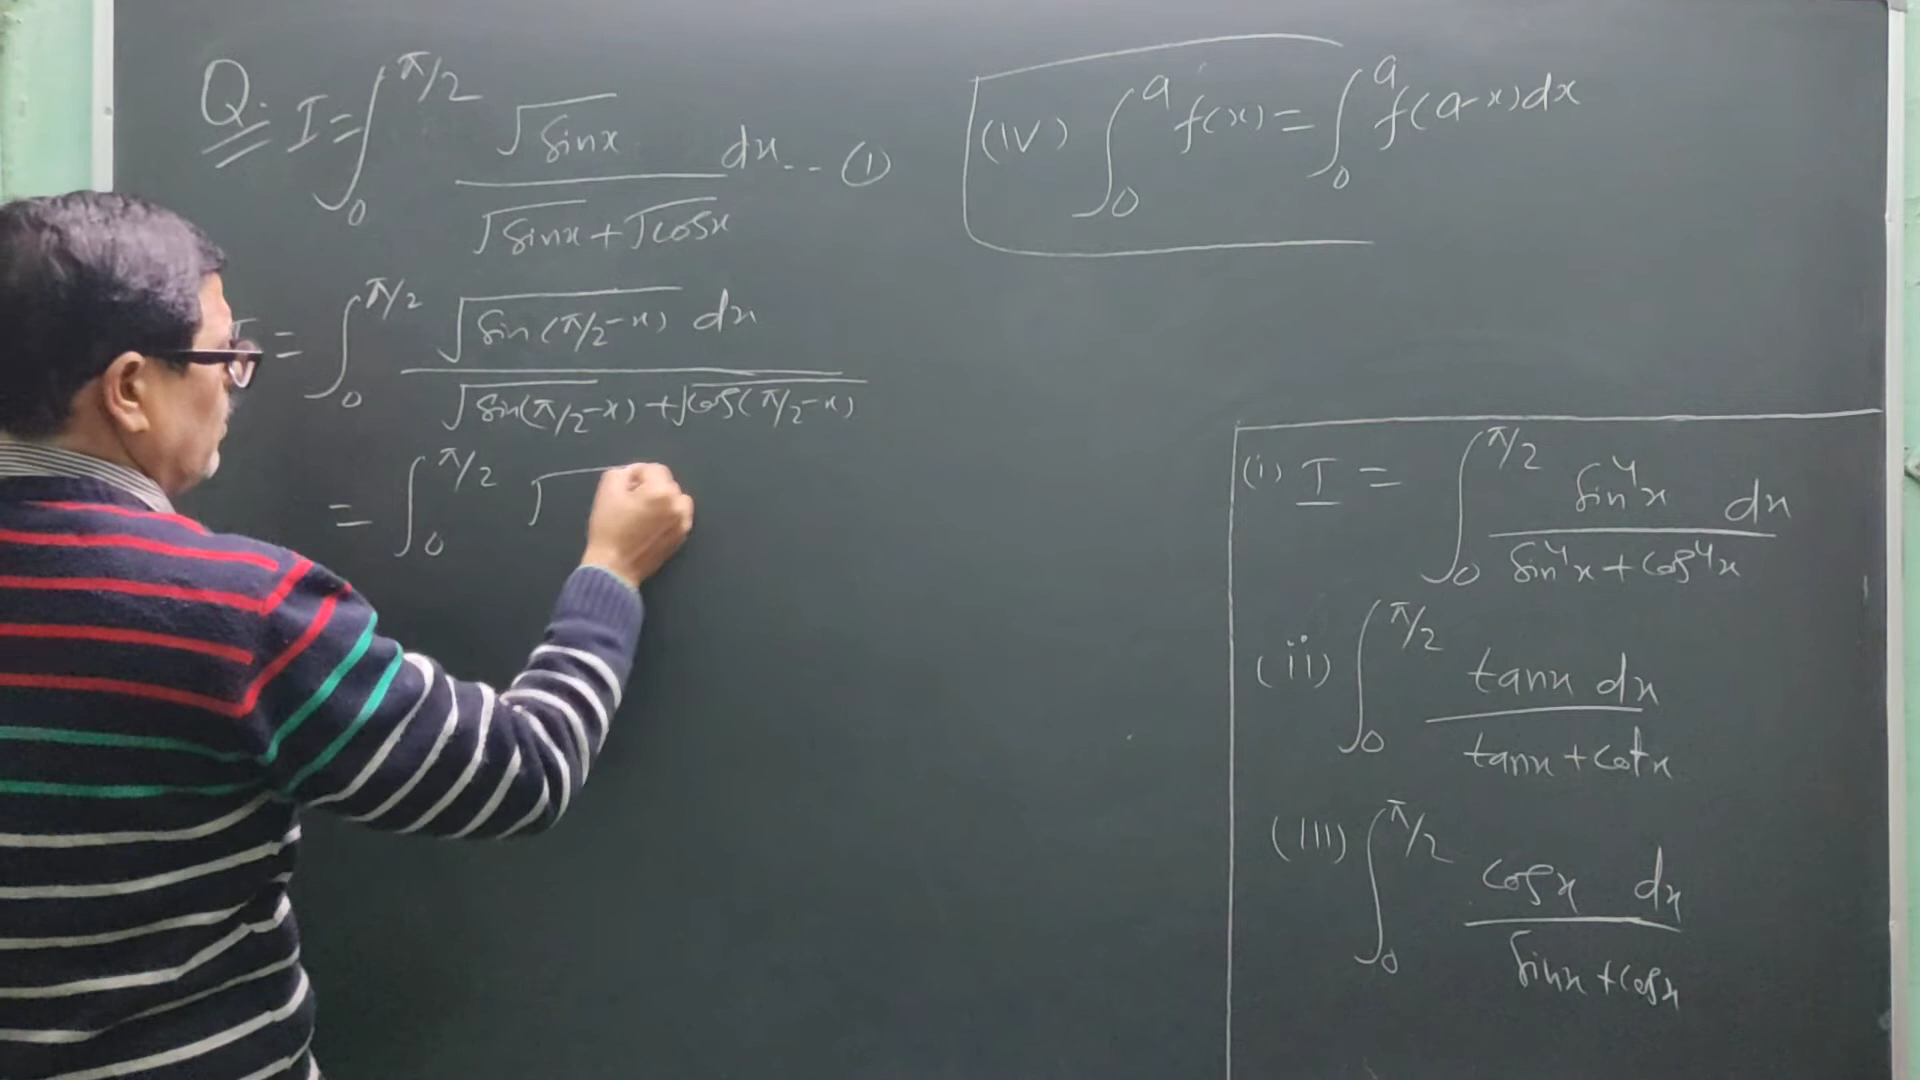 Q. I = ∫₀^π/2 √sinx / √sinx + √cosx dx -- ①
I = ∫₀^π/2 √sin(π/2-x) dx / √sin(π/2-x) + √cos(π/2-x)
= ∫₀^π/2 √
(iv) ∫₀^a f(x) = ∫₀^a f(a-x)dx
(i) I = ∫₀^π/2 sin⁴x dx / sin⁴x + cos⁴x
(ii) ∫₀^π/2 tanx dx / tanx + cotx
(iii) ∫₀^π/2 cosx dx / sinx + cosx